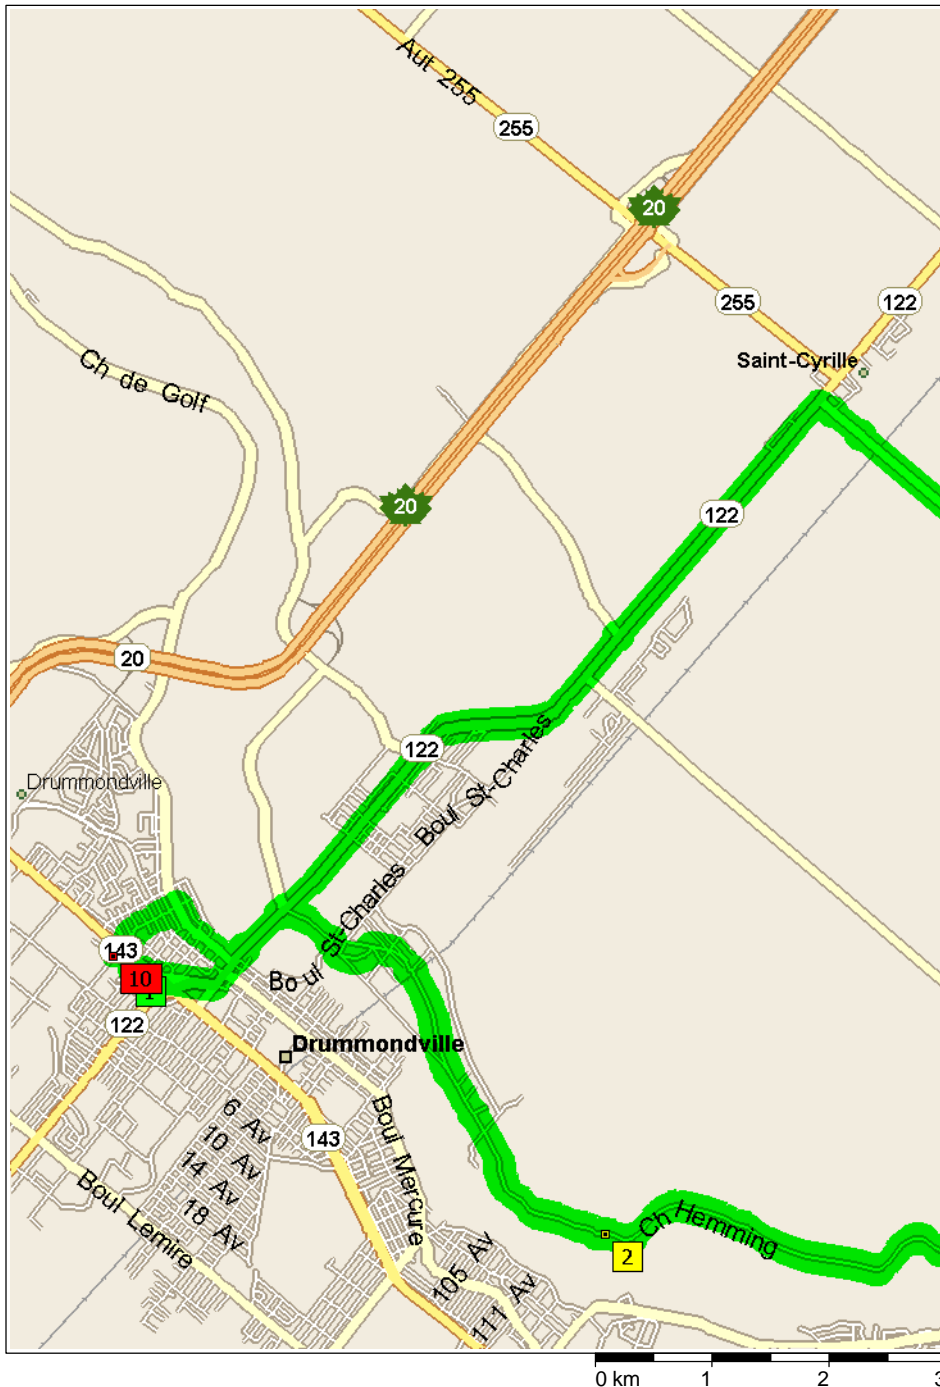 Aut 255
255
20
255
122
Saint-Cyrille
Ch de Golf
20
122
20
122
Boul St-Charles
Drummondville
Boul St-Charles
143
10
1
122
Drummondville
6 Av
10 Av
14 Av
18 Av
143
Boul Mercure
Boul Lemire
Ch Hemming
2
105 Av
111 Av
0 km 1 2 3